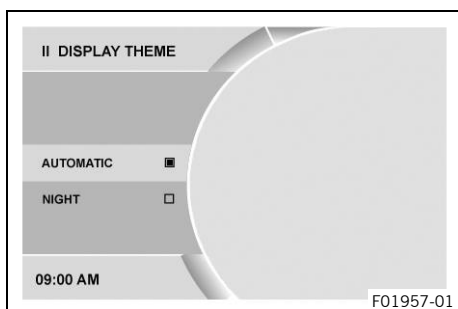 II DISPLAY THEME
AUTOMATIC
NIGHT
09:00 AM
F01957-01